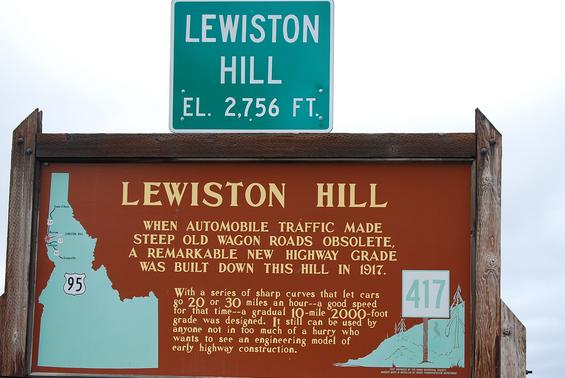 LEWISTON
HILL
EL. 2,756 FT.
LEWISTON HILL
WHEN AUTOMOBILE TRAFFIC MADE
STEEP OLD WAGON ROADS OBSOLETE,
A REMARKABLE NEW HIGHWAY GRADE
WAS BUILT DOWN THIS HILL IN 1917.
With a series of sharp curves that let cars
go 20 or 30 miles an hour--a good speed
for that time--a gradual 10-mile 2000-foot
grade was designed. It still can be used by
anyone not in too much of a hurry who
wants to see an engineering model of
early highway construction.
95
417